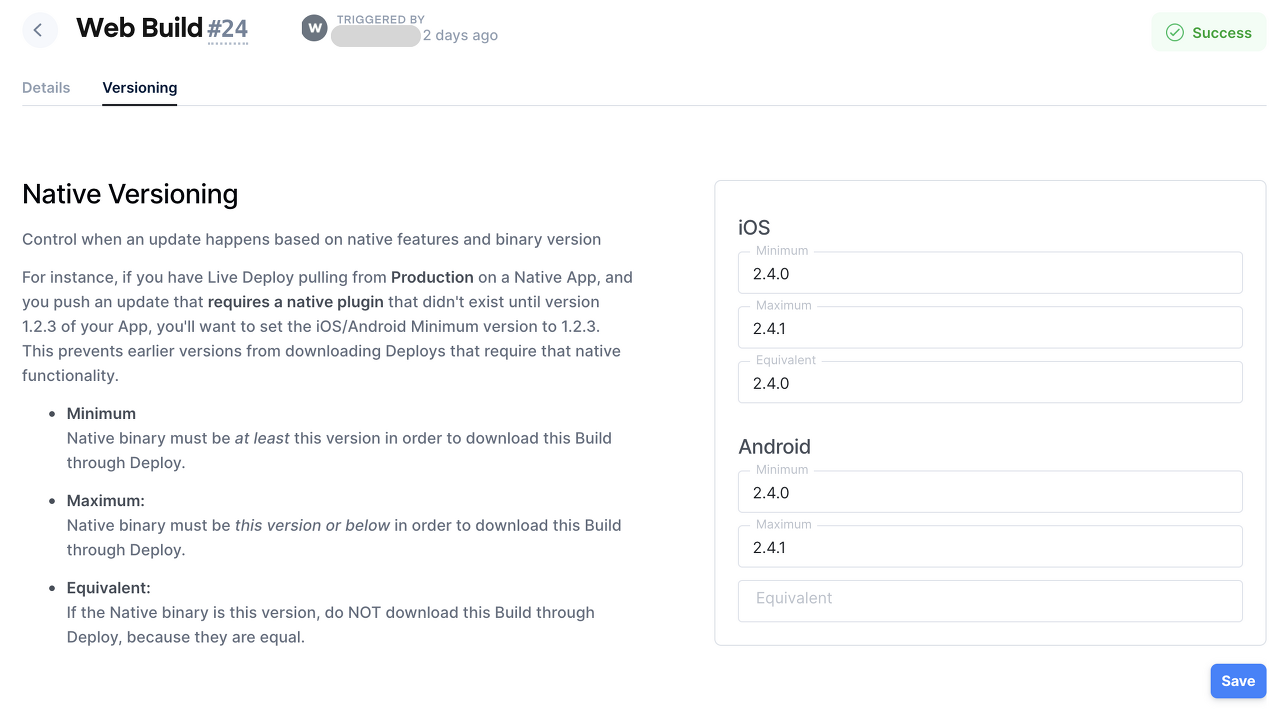 Web Build #24
W
TRIGGERED BY
2 days ago
Success
Details
Versioning
Native Versioning
Control when an update happens based on native features and binary version
For instance, if you have Live Deploy pulling from Production on a Native App, and
you push an update that requires a native plugin that didn't exist until version
1.2.3 of your App, you'll want to set the iOS/Android Minimum version to 1.2.3.
This prevents earlier versions from downloading Deploys that require that native
functionality.
• Minimum
Native binary must be at least this version in order to download this Build
through Deploy.
• Maximum:
Native binary must be this version or below in order to download this Build
through Deploy.
• Equivalent:
If the Native binary is this version, do NOT download this Build through
Deploy, because they are equal.
iOS
Minimum
2.4.0
Maximum
2.4.1
Equivalent
2.4.0
Android
Minimum
2.4.0
Maximum
2.4.1
Equivalent
Save